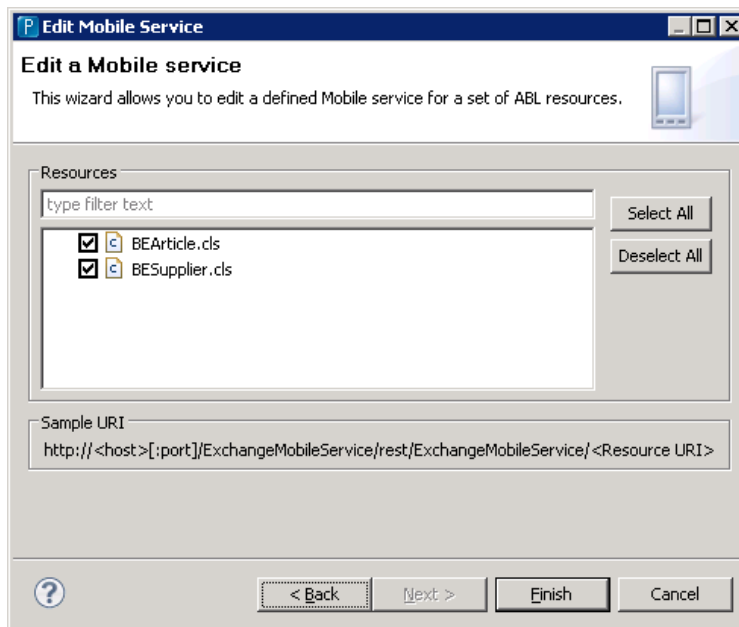 Edit Mobile Service
Edit a Mobile service
This wizard allows you to edit a defined Mobile service for a set of ABL resources.
Resources
type filter text
Select All
BEArticle.cls
Deselect All
BESupplier.cls
Sample URI
http://<host>[:port]/ExchangeMobileService/rest/ExchangeMobileService/<Resource URI>
< Back
Next >
Finish
Cancel